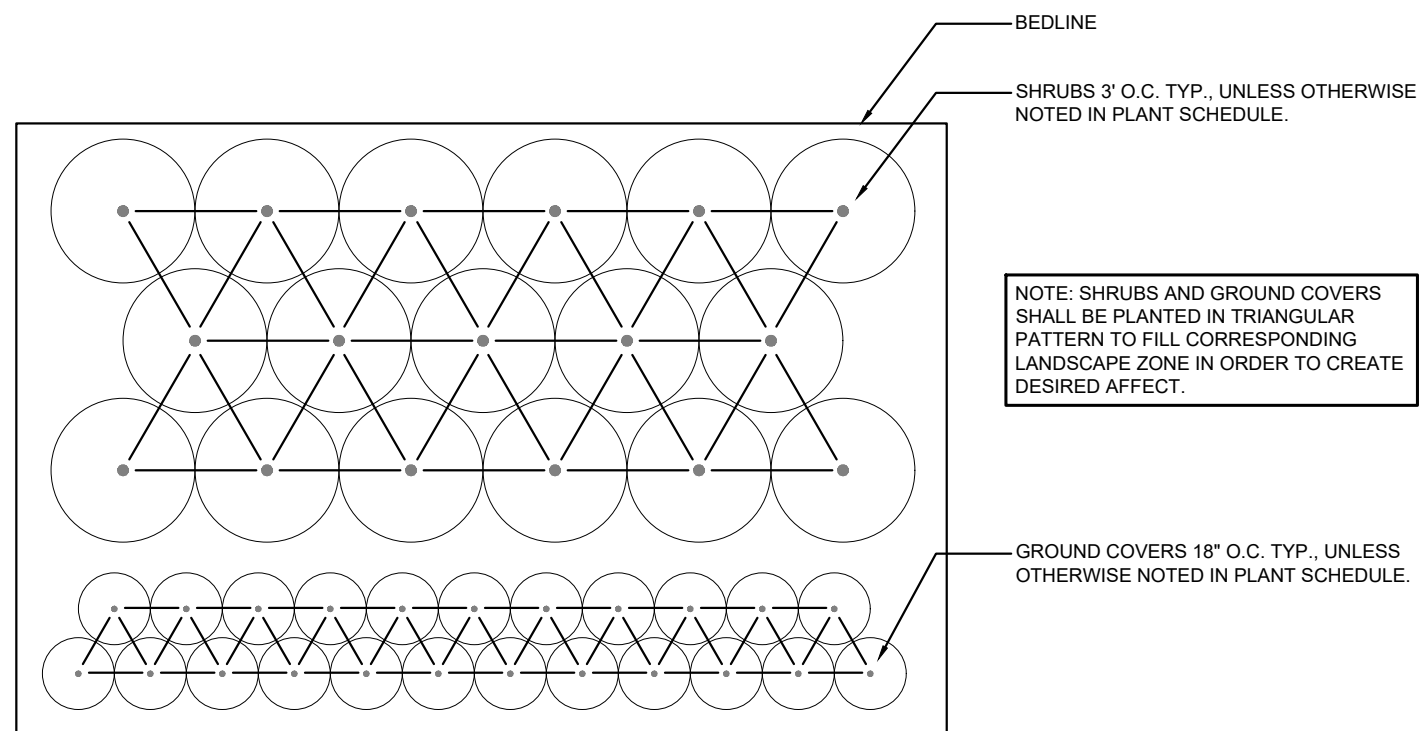 BEDLINE
SHRUBS 3' O.C. TYP., UNLESS OTHERWISE
NOTED IN PLANT SCHEDULE.
NOTE: SHRUBS AND GROUND COVERS
SHALL BE PLANTED IN TRIANGULAR
PATTERN TO FILL CORRESPONDING
LANDSCAPE ZONE IN ORDER TO CREATE
DESIRED AFFECT.
GROUND COVERS 18" O.C. TYP., UNLESS
OTHERWISE NOTED IN PLANT SCHEDULE.